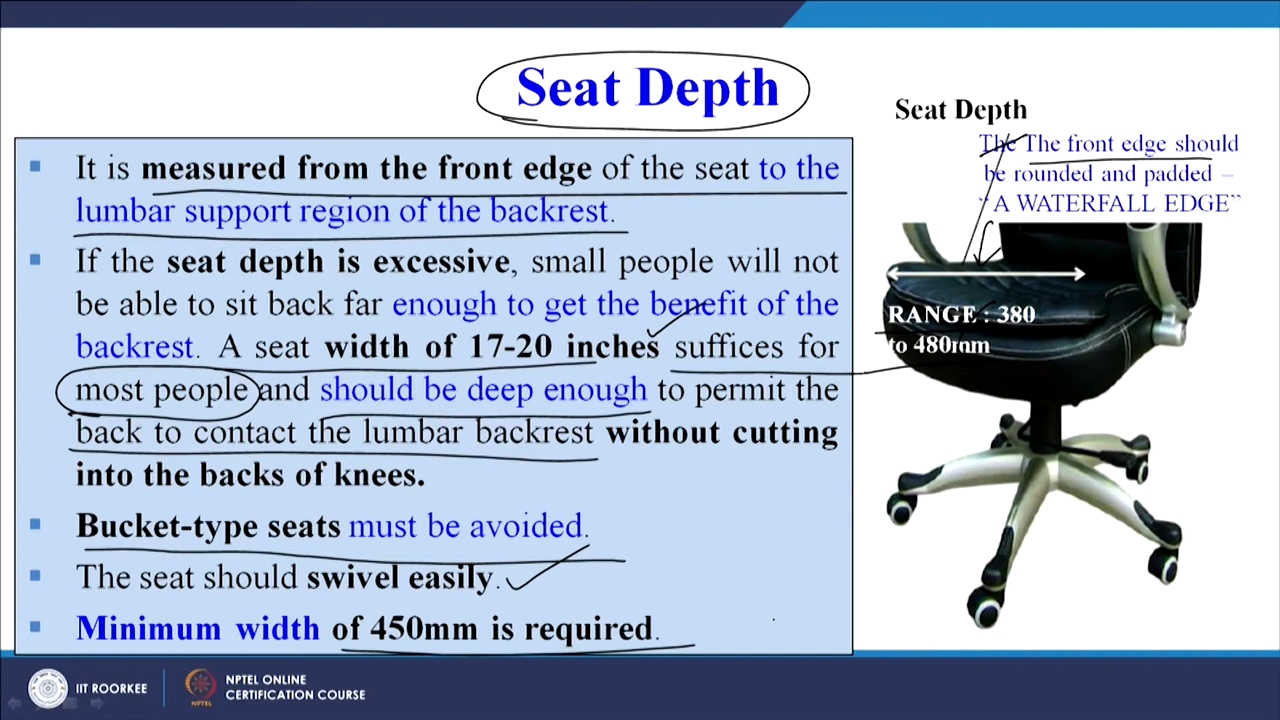 Seat Depth
It is measured from the front edge of the seat to the
lumbar support region of the backrest.
If the seat depth is excessive, small people will not
be able to sit back far enough to get the benefit of the
backrest. A seat width of 17-20 inches suffices for
most people and should be deep enough to permit the
back to contact the lumbar backrest without cutting
into the backs of knees.
Bucket-type seats must be avoided.
The seat should swivel easily.
Minimum width of 450mm is required.
Seat Depth
The The front edge should
be rounded and padded –
“A WATERFALL EDGE”
RANGE : 380
to 480mm
IIT ROORKEE
NPTEL
NPTEL ONLINE
CERTIFICATION COURSE